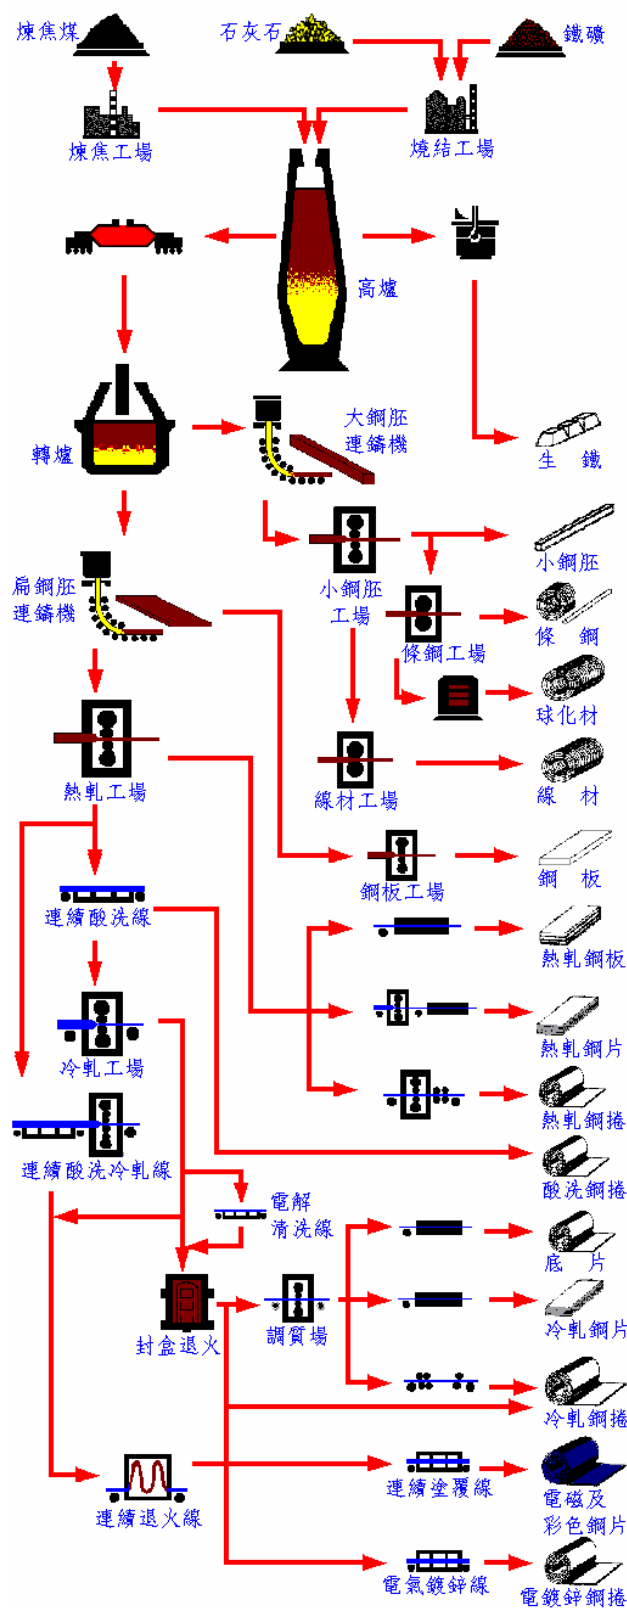 煉焦煤
石灰石
鐵礦
煉焦工場
燒結工場
高爐
轉爐
大鋼胚
連鑄機
生 鐵
扁鋼胚
連鑄機
小鋼胚
工場
小鋼胚
條鋼工場
條 鋼
球化材
熱軋工場
線材工場
線 材
鋼板工場
鋼 板
連續酸洗線
熱軋鋼板
冷軋工場
熱軋鋼片
熱軋鋼捲
連續酸洗冷軋線
酸洗鋼捲
電解
清洗線
底 片
封盒退火
調質場
冷軋鋼片
冷軋鋼捲
連續退火線
連續塗覆線
電磁及
彩色鋼片
電氣鍍鋅線
電鍍鋅鋼捲